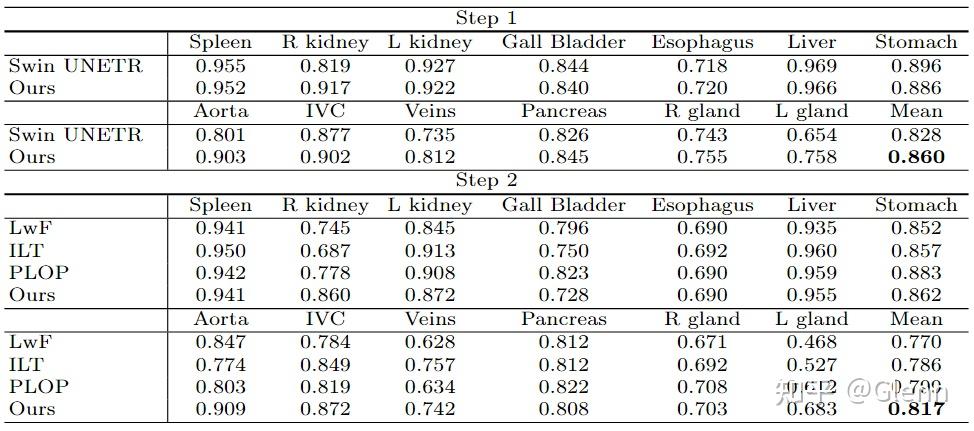 Step 1
Spleen R kidney L kidney Gall Bladder Esophagus Liver Stomach
Swin UNETR 0.955 0.819 0.927 0.844 0.718 0.969 0.896
Ours 0.952 0.917 0.922 0.840 0.720 0.966 0.886
Aorta IVC Veins Pancreas R gland L gland Mean
Swin UNETR 0.801 0.877 0.735 0.826 0.743 0.654 0.828
Ours 0.903 0.902 0.812 0.845 0.755 0.758 0.860
Step 2
Spleen R kidney L kidney Gall Bladder Esophagus Liver Stomach
LwF 0.941 0.745 0.845 0.796 0.690 0.935 0.852
ILT 0.950 0.687 0.913 0.750 0.692 0.960 0.857
PLOP 0.942 0.778 0.908 0.823 0.690 0.959 0.883
Ours 0.941 0.860 0.872 0.728 0.690 0.955 0.862
Aorta IVC Veins Pancreas R gland L gland Mean
LwF 0.847 0.784 0.628 0.812 0.671 0.468 0.770
ILT 0.774 0.849 0.757 0.812 0.692 0.527 0.786
PLOP 0.803 0.819 0.634 0.822 0.708
知乎 @Glenn
Ours 0.909 0.872 0.742 0.808 0.703 0.683 0.817